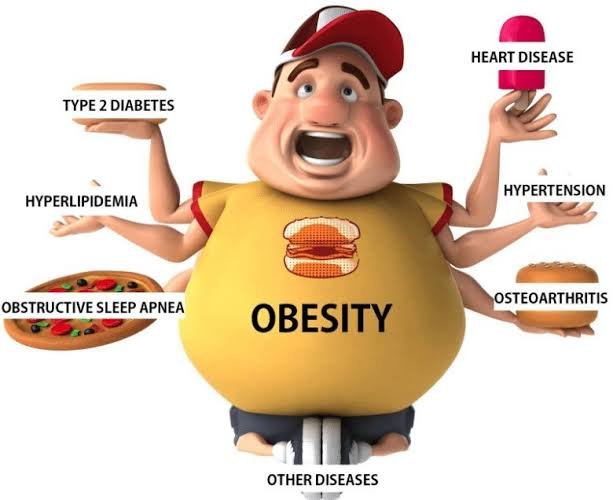 HEART DISEASE
TYPE 2 DIABETES
HYPERTENSION
HYPERLIPIDEMIA
OSTEOARTHRITIS
OBSTRUCTIVE SLEEP APNEA
OBESITY
OTHER DISEASES